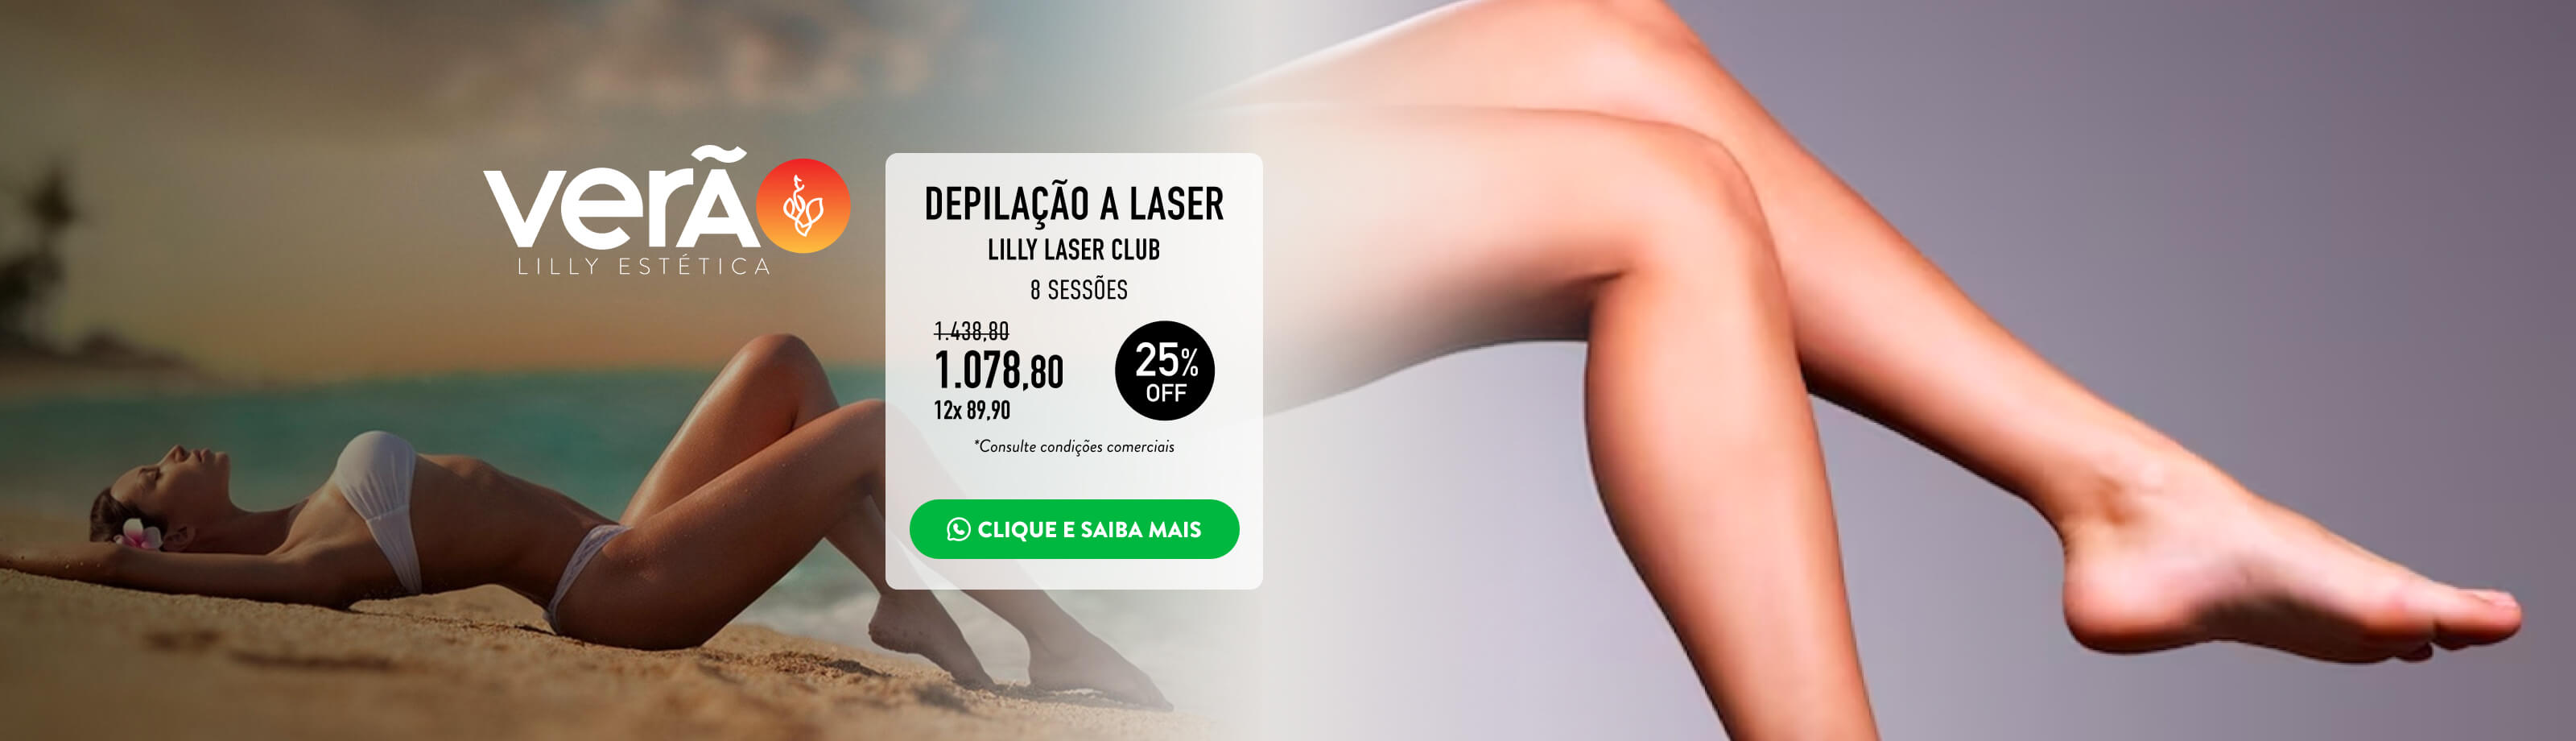 verÃO
LILLY ESTÉTICA
DEPILAÇÃO A LASER
LILLY LASER CLUB
8 SESSÕES
1.438,80
1.078,80
12x 89,90
25%
OFF
*Consulte condições comerciais
CLIQUE E SAIBA MAIS